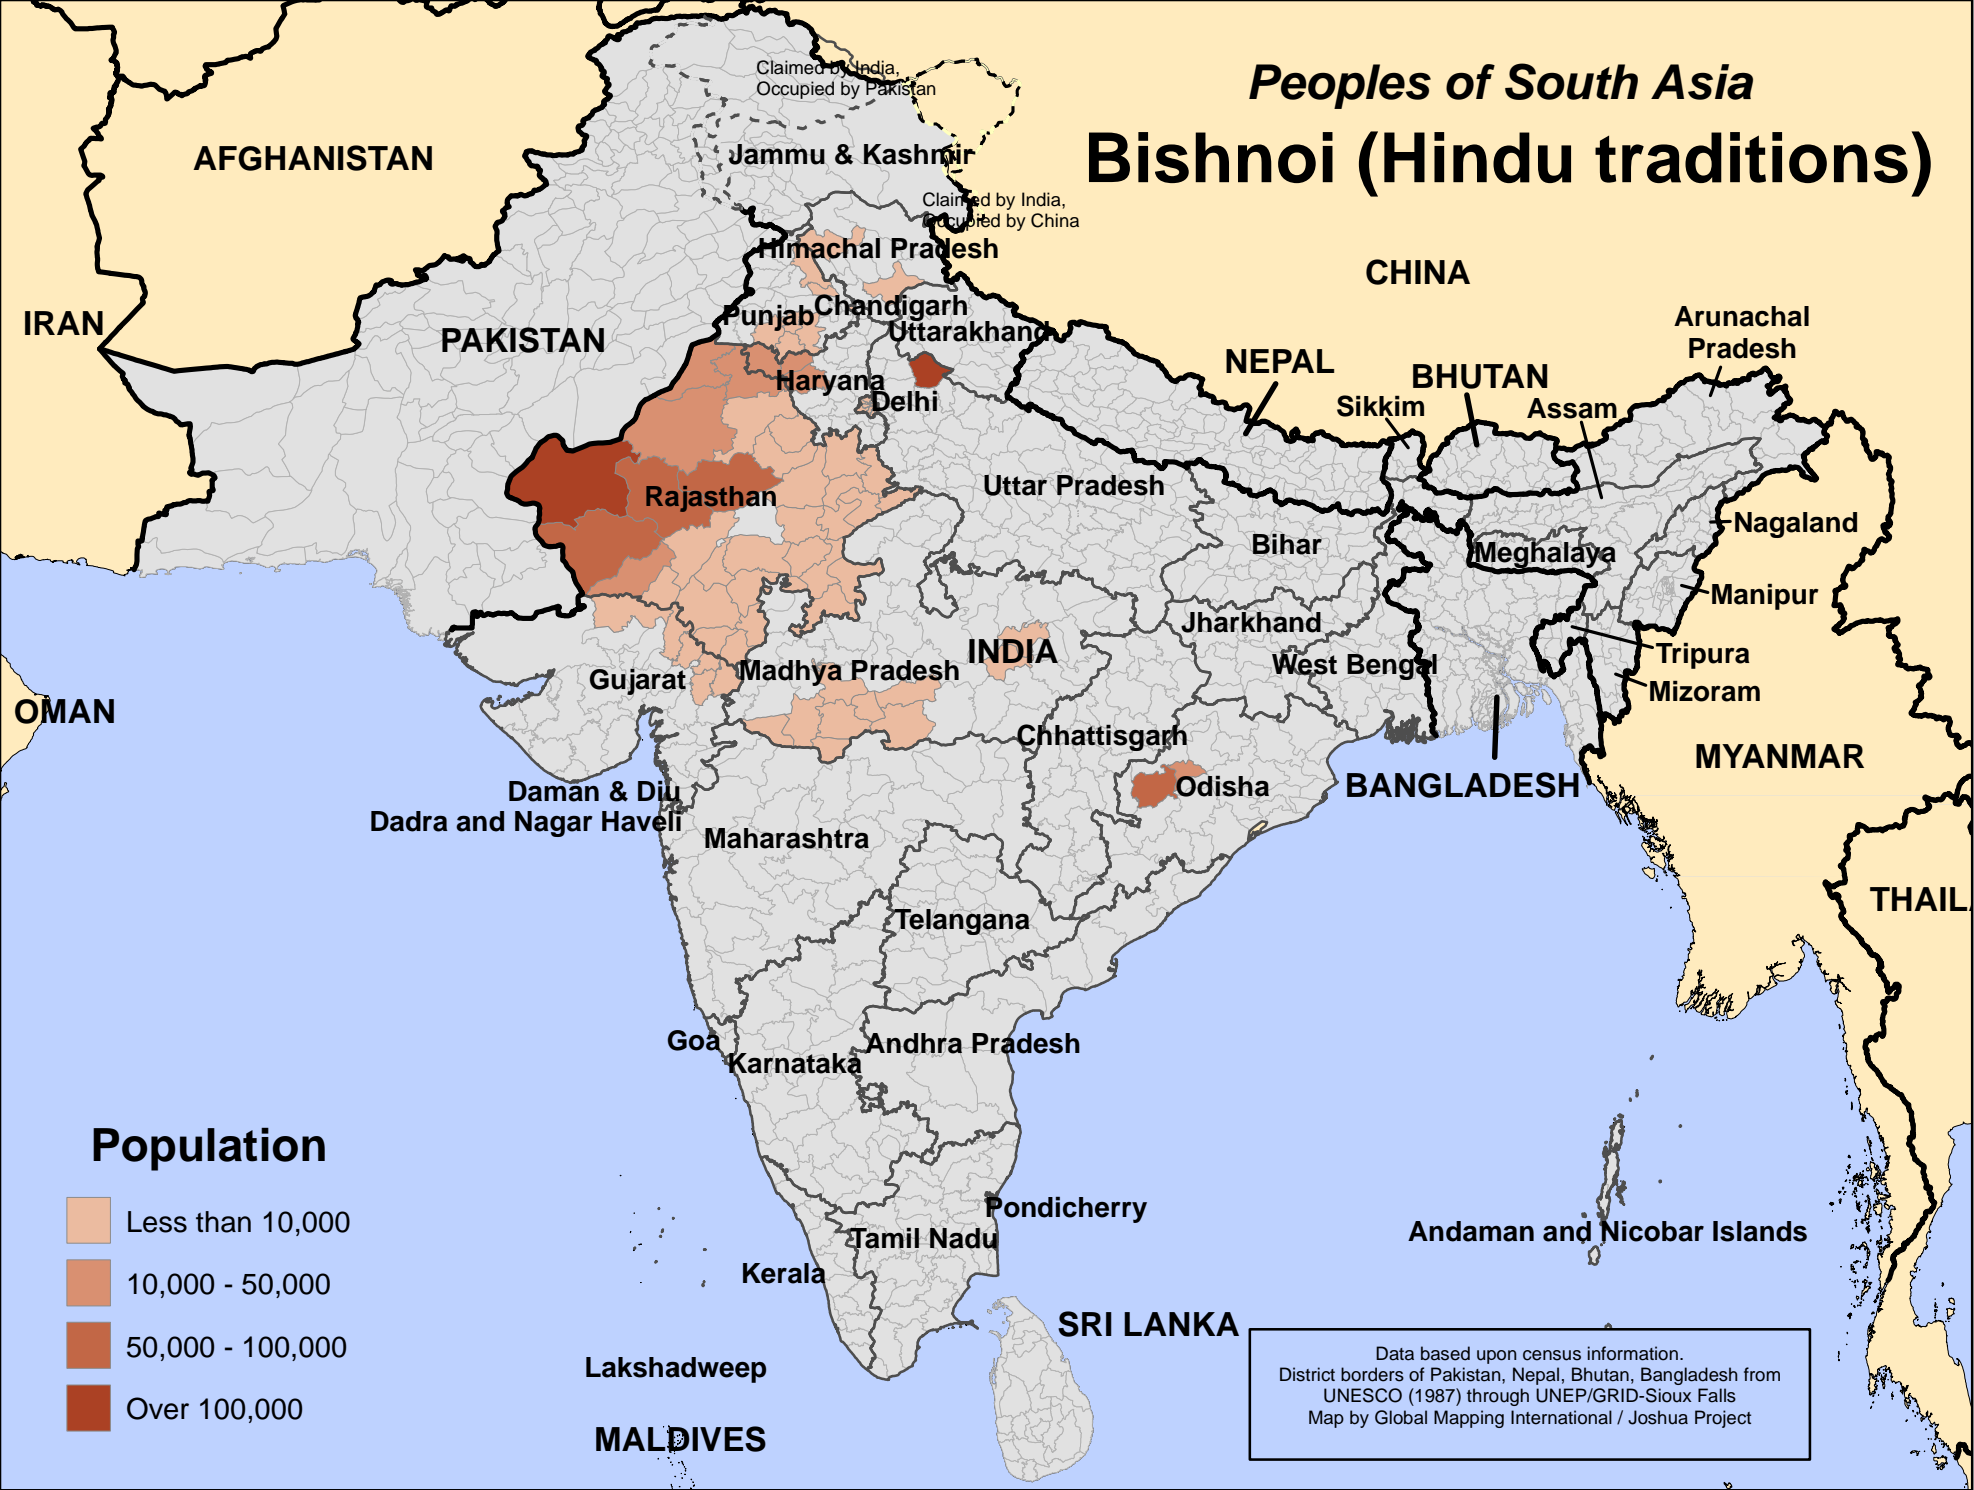 Peoples of South Asia
Bishnoi (Hindu traditions)
Claimed by India,
Occupied by Pakistan
AFGHANISTAN
Jammu & Kashmir
Claimed by India,
Occupied by China
Himachal Pradesh
CHINA
IRAN
PAKISTAN
Punjab
Chandigarh
Uttarakhand
Arunachal
Pradesh
NEPAL
BHUTAN
Sikkim
Assam
Haryana
Delhi
Rajasthan
Uttar Pradesh
Nagaland
Bihar
Meghalaya
Manipur
Jharkhand
INDIA
Tripura
West Bengal
Mizoram
Gujarat
Madhya Pradesh
OMAN
Chhattisgarh
MYANMAR
Odisha
BANGLADESH
Daman & Diu
Dadra and Nagar Haveli
Maharashtra
THAIL
Telangana
Goa
Karnataka
Andhra Pradesh
Pondicherry
Tamil Nadu
Kerala
Andaman and Nicobar Islands
SRI LANKA
Lakshadweep
MALDIVES
Population
Less than 10,000
10,000 - 50,000
50,000 - 100,000
Over 100,000
Data based upon census information.
District borders of Pakistan, Nepal, Bhutan, Bangladesh from
UNESCO (1987) through UNEP/GRID-Sioux Falls
Map by Global Mapping International / Joshua Project